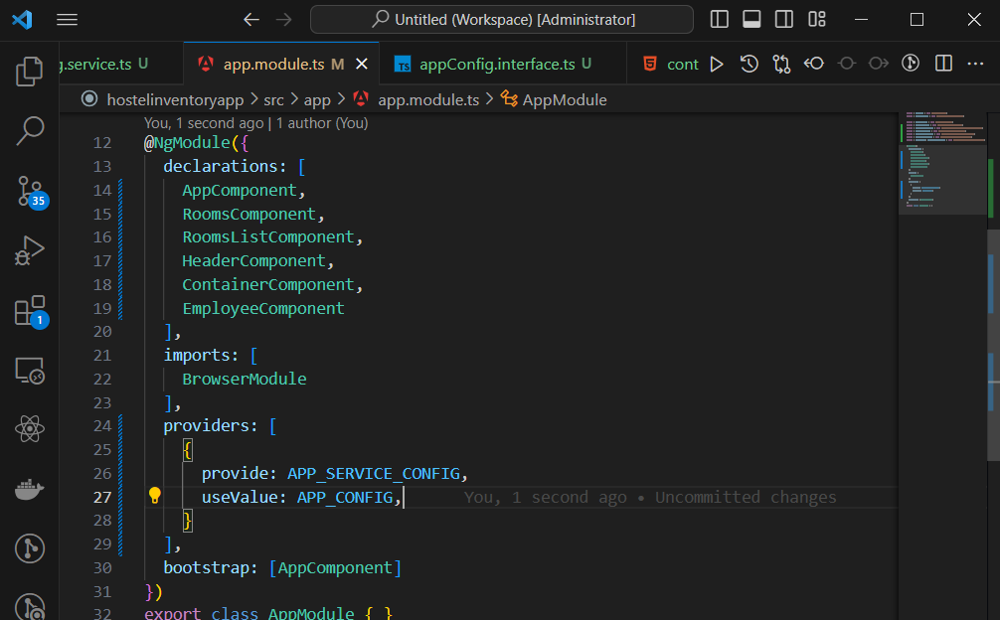 Untitled (Workspace) [Administrator]
g.service.ts U
app.module.ts M
TS appConfig.interface.ts U
cont
hostelinventoryapp > src > app > app.module.ts > AppModule
You, 1 second ago | 1 author (You)
12 @NgModule({
13 declarations: [
14 AppComponent,
15 RoomsComponent,
16 RoomsListComponent,
17 HeaderComponent,
18 ContainerComponent,
19 EmployeeComponent
20 ],
21 imports: [
22 BrowserModule
23 ],
24 providers: [
25 {
26 provide: APP_SERVICE_CONFIG,
27 useValue: APP_CONFIG, You, 1 second ago • Uncommitted changes
28 }
29 ],
30 bootstrap: [AppComponent]
31 })
32 export class AppModule { }
35
1